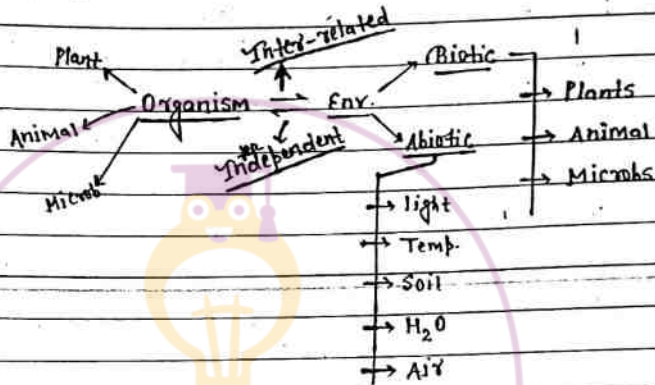 Inter-related
Plant
Biotic
Organism ⇌ Env.
Plants
Animal
Animal
Independent
Abiotic
Microb
Microbs
light
Temp.
Soil
H₂O
Air